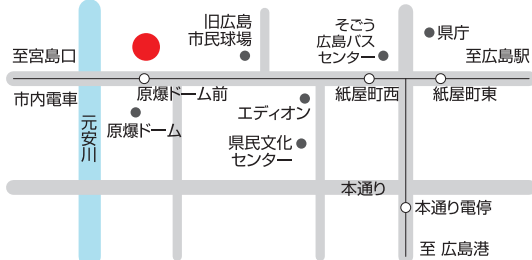 旧広島
市民球場
そごう
広島バス
センター
県庁
至宮島口
至広島駅
市内電車
原爆ドーム前
紙屋町西
紙屋町東
元安川
原爆ドーム
エディオン
県民文化
センター
本通り
本通り電停
至 広島港